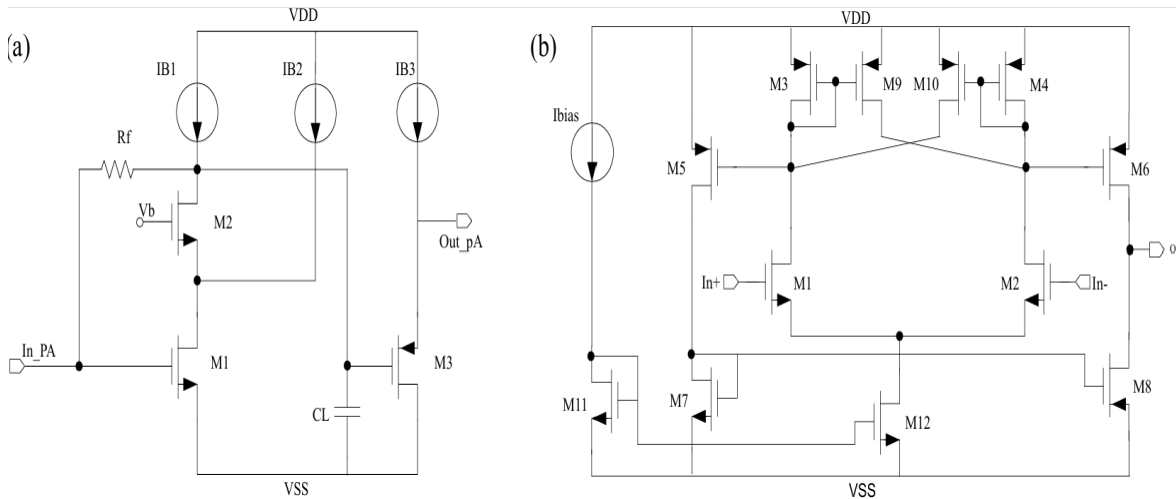 (a)
VDD
IB1
IB2
IB3
Rf
Vb
M2
Out_pA
In_PA
M1
M3
CL
VSS
(b)
VDD
M3
M9
M10
M4
Ibias
M5
M6
o
In+
M1
M2
In-
M11
M7
M12
M8
VSS